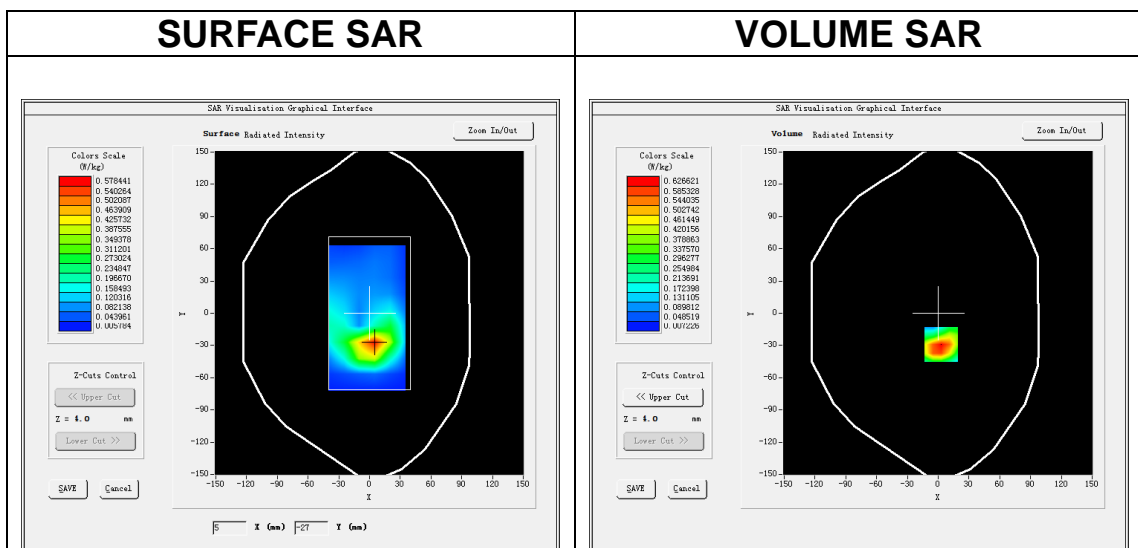 SURFACE SAR
VOLUME SAR
SAR Visualisation Graphical Interface
Surface Radiated Intensity
Zoom In/Out
Colors Scale
(W/kg)
0.578441
0.540264
0.502087
0.463909
0.425732
0.387555
0.349378
0.311201
0.273024
0.234847
0.196670
0.158493
0.120316
0.082138
0.043961
0.005784
150
120
90
60
30
0
-30
-60
-90
-120
-150
Y
-150 -120 -90 -60 -30 0 30 60 90 120 150
X
Z-Cuts Control
<< Upper Cut
Z = 4.0 mm
Lower Cut >>
SAVE Cancel
5 X (mm) -27 Y (mm)
SAR Visualisation Graphical Interface
Volume Radiated Intensity
Zoom In/Out
Colors Scale
(W/kg)
0.626621
0.585328
0.544035
0.502742
0.461449
0.420156
0.378863
0.337570
0.296277
0.254984
0.213691
0.172398
0.131105
0.089812
0.048519
0.007226
150
120
90
60
30
0
-30
-60
-90
-120
-150
Y
-150 -120 -90 -60 -30 0 30 60 90 120 150
X
Z-Cuts Control
<< Upper Cut
Z = 4.0 mm
Lower Cut >>
SAVE Cancel